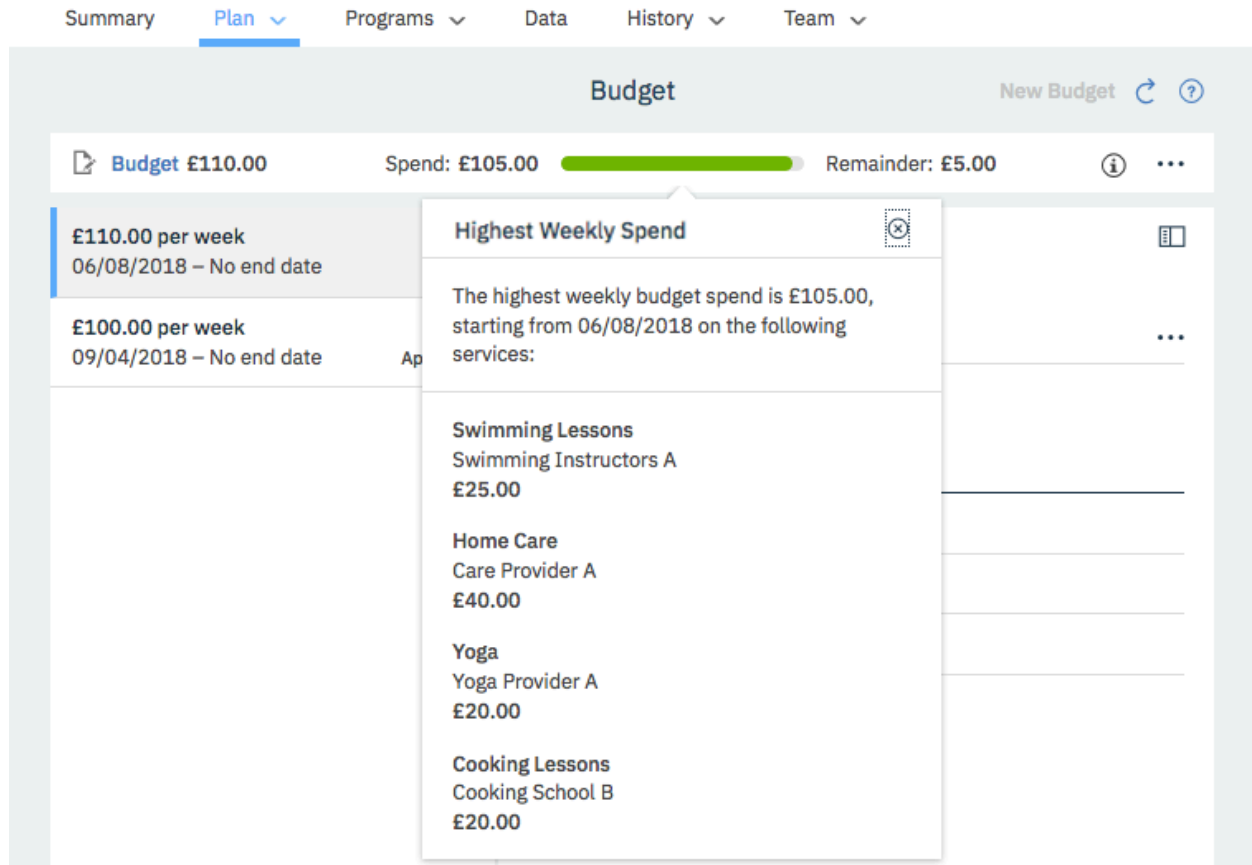 Summary Plan Programs Data History Team
Budget New Budget
Budget £110.00 Spend: £105.00 Remainder: £5.00
£110.00 per week
06/08/2018 – No end date
£100.00 per week
09/04/2018 – No end date Ap
Highest Weekly Spend
The highest weekly budget spend is £105.00,
starting from 06/08/2018 on the following
services:
Swimming Lessons
Swimming Instructors A
£25.00
Home Care
Care Provider A
£40.00
Yoga
Yoga Provider A
£20.00
Cooking Lessons
Cooking School B
£20.00